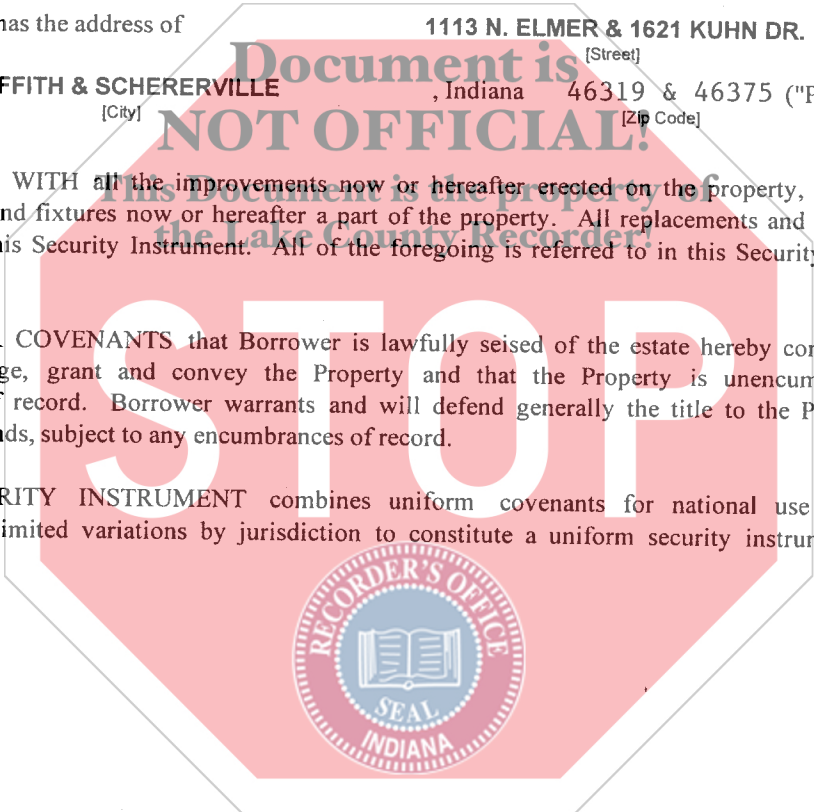 has the address of 1113 N. ELMER & 1621 KUHN DR.
[Street]
FFITH & SCHERERVILLE , Indiana 46319 & 46375 ("P
[City] [Zip Code]
Document is
NOT OFFICIAL!
This Document is the property of
the Lake County Recorder!
WITH all the improvements now or hereafter erected on the property,
nd fixtures now or hereafter a part of the property. All replacements and
is Security Instrument. All of the foregoing is referred to in this Security
STOP
COVENANTS that Borrower is lawfully seised of the estate hereby con
ge, grant and convey the Property and that the Property is unencum
f record. Borrower warrants and will defend generally the title to the P
ds, subject to any encumbrances of record.
RITY INSTRUMENT combines uniform covenants for national use
imited variations by jurisdiction to constitute a uniform security instrum
RECORDER'S OFFICE
SEAL
INDIANA